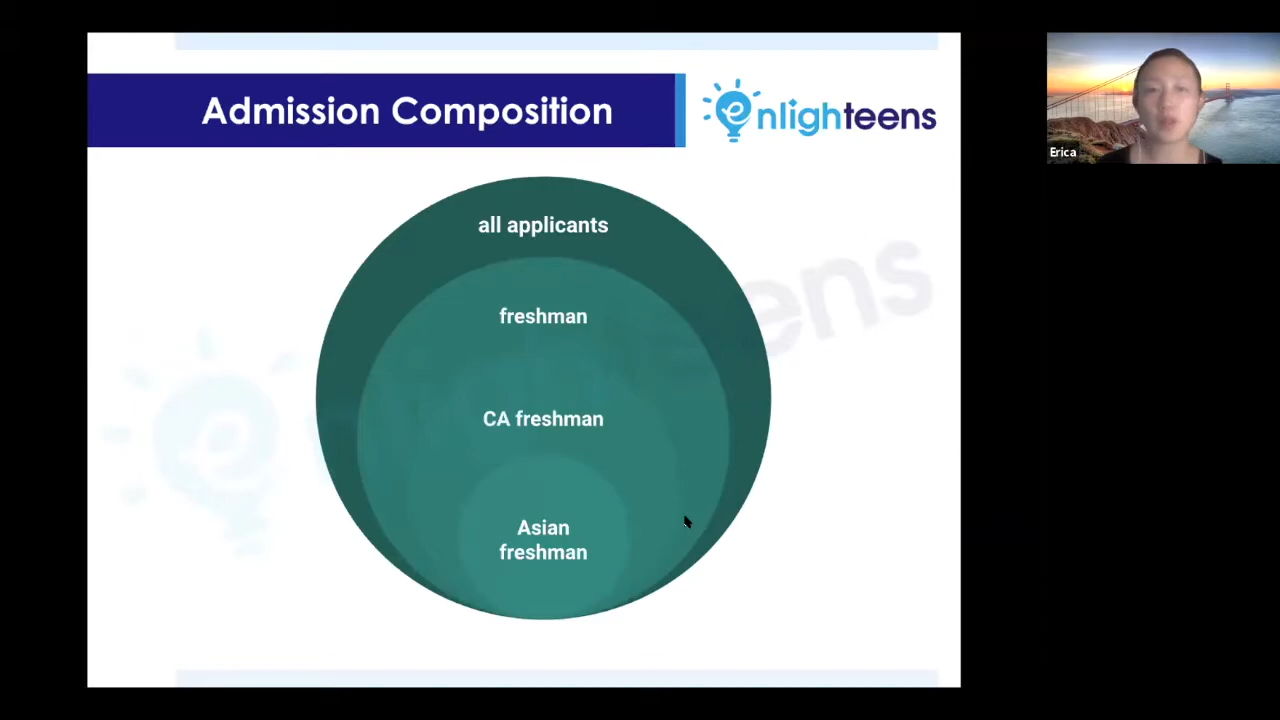 Admission Composition
enlighteens
Erica
all applicants
freshman
CA freshman
Asian
freshman